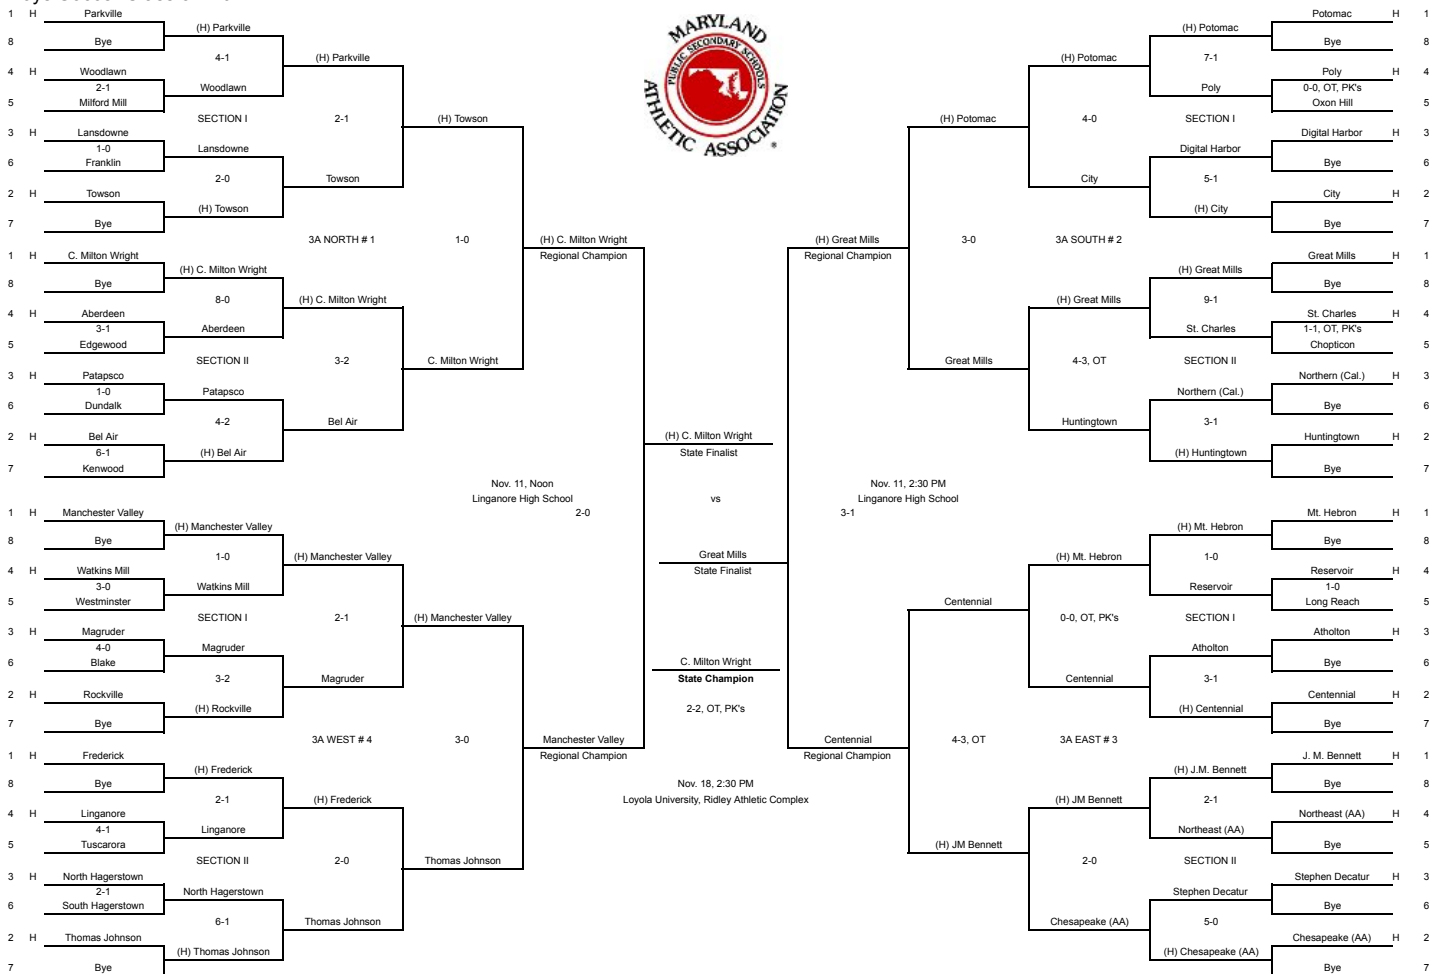 1 H Parkville
8 Bye
(H) Parkville
4-1
4 H Woodlawn
2-1
5 Milford Mill
Woodlawn
(H) Parkville
SECTION I
2-1
3 H Lansdowne
1-0
6 Franklin
Lansdowne
2-0
2 H Towson
7 Bye
(H) Towson
Towson
(H) Towson
3A NORTH # 1
1-0
1 H C. Milton Wright
8 Bye
(H) C. Milton Wright
8-0
4 H Aberdeen
3-1
5 Edgewood
Aberdeen
(H) C. Milton Wright
SECTION II
3-2
3 H Patapsco
1-0
6 Dundalk
Patapsco
4-2
2 H Bel Air
6-1
7 Kenwood
(H) Bel Air
Bel Air
C. Milton Wright
(H) C. Milton Wright
Regional Champion
1 H Manchester Valley
8 Bye
(H) Manchester Valley
1-0
4 H Watkins Mill
3-0
5 Westminster
Watkins Mill
(H) Manchester Valley
SECTION I
2-1
3 H Magruder
4-0
6 Blake
Magruder
3-2
2 H Rockville
7 Bye
(H) Rockville
Magruder
(H) Manchester Valley
3A WEST # 4
3-0
1 H Frederick
8 Bye
(H) Frederick
2-1
4 H Linganore
4-1
5 Tuscarora
Linganore
(H) Frederick
SECTION II
2-0
3 H North Hagerstown
2-1
6 South Hagerstown
North Hagerstown
6-1
2 H Thomas Johnson
7 Bye
(H) Thomas Johnson
Thomas Johnson
Thomas Johnson
Manchester Valley
Regional Champion
MARYLAND
PUBLIC SECONDARY SCHOOLS
ATHLETIC ASSOCIATION
®
Nov. 11, Noon
Linganore High School
2-0
(H) C. Milton Wright
State Finalist
vs
Great Mills
State Finalist
C. Milton Wright
State Champion
2-2, OT, PK's
Nov. 18, 2:30 PM
Loyola University, Ridley Athletic Complex
Nov. 11, 2:30 PM
Linganore High School
3-1
Potomac H 1
Bye 8
(H) Potomac
7-1
Poly H 4
0-0, OT, PK's
Oxon Hill 5
Poly
(H) Potomac
SECTION I
4-0
Digital Harbor H 3
Bye 6
Digital Harbor
5-1
City H 2
Bye 7
(H) City
City
(H) Potomac
3A SOUTH # 2
3-0
Great Mills H 1
Bye 8
(H) Great Mills
9-1
St. Charles H 4
1-1, OT, PK's
Chopticon 5
St. Charles
(H) Great Mills
SECTION II
4-3, OT
Northern (Cal.) H 3
Bye 6
Northern (Cal.)
3-1
Huntingtown H 2
Bye 7
(H) Huntingtown
Huntingtown
Great Mills
(H) Great Mills
Regional Champion
Mt. Hebron H 1
Bye 8
(H) Mt. Hebron
1-0
Reservoir H 4
1-0
Long Reach 5
Reservoir
(H) Mt. Hebron
SECTION I
0-0, OT, PK's
Atholton H 3
Bye 6
Atholton
3-1
Centennial H 2
Bye 7
(H) Centennial
Centennial
Centennial
3A EAST # 3
4-3, OT
J. M. Bennett H 1
Bye 8
(H) J.M. Bennett
2-1
Northeast (AA) H 4
Bye 5
Northeast (AA)
(H) JM Bennett
SECTION II
2-0
Stephen Decatur H 3
Bye 6
Stephen Decatur
5-0
Chesapeake (AA) H 2
Bye 7
(H) Chesapeake (AA)
Chesapeake (AA)
(H) JM Bennett
Centennial
Regional Champion